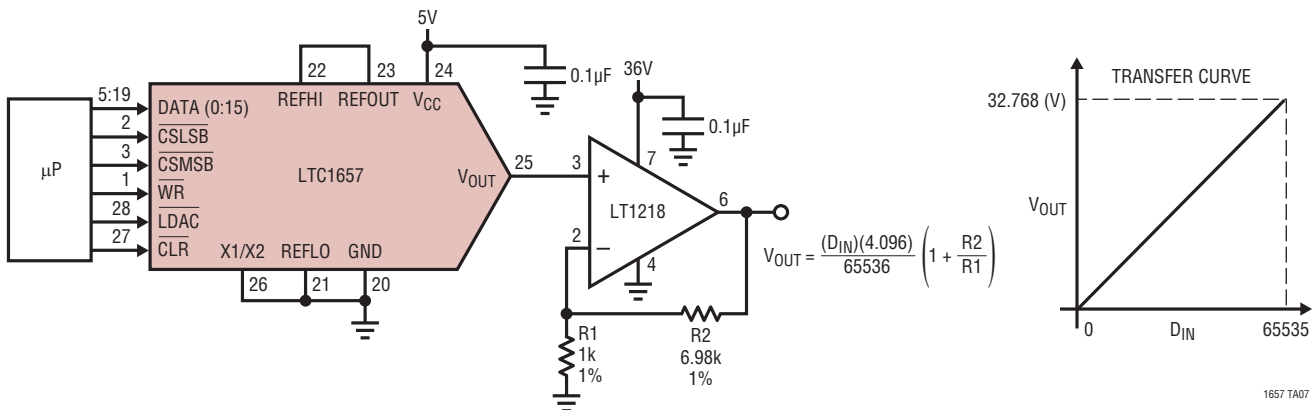 5V
22
23
24
0.1µF
36V
5:19
2
3
1
28
27
µP
DATA (0:15)
CSLSB
CSMSB
WR
LDAC
CLR
REFHI
REFOUT
VCC
LTC1657
VOUT
X1/X2
REFLO
GND
26
21
20
25
0.1µF
3
7
+
LT1218
6
2
–
4
R1
1k
1%
R2
6.98k
1%
VOUT = (DIN)(4.096) / 65536 (1 + R2 / R1)
TRANSFER CURVE
32.768 (V)
VOUT
0
DIN
65535
1657 TA07